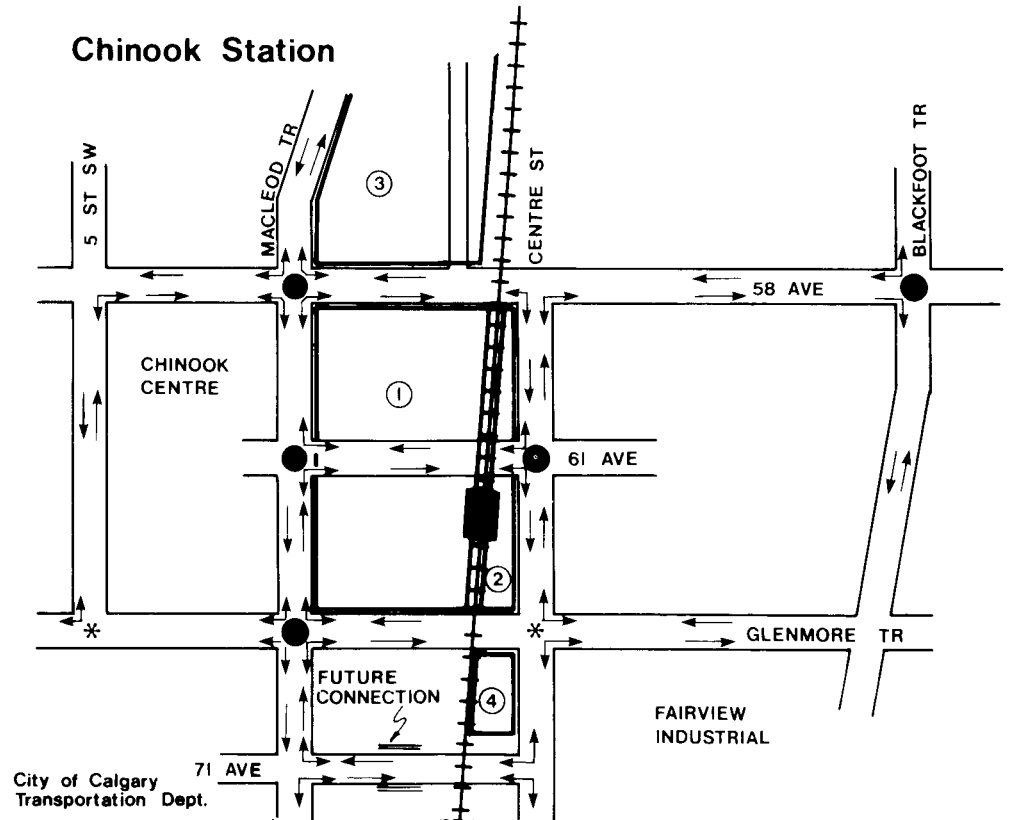 Chinook Station
5 ST SW
MACLEOD TR
3
CENTRE ST
BLACKFOOT TR
58 AVE
CHINOOK
CENTRE
1
61 AVE
2
*
*
GLENMORE TR
FUTURE
CONNECTION
4
FAIRVIEW
INDUSTRIAL
71 AVE
City of Calgary
Transportation Dept.